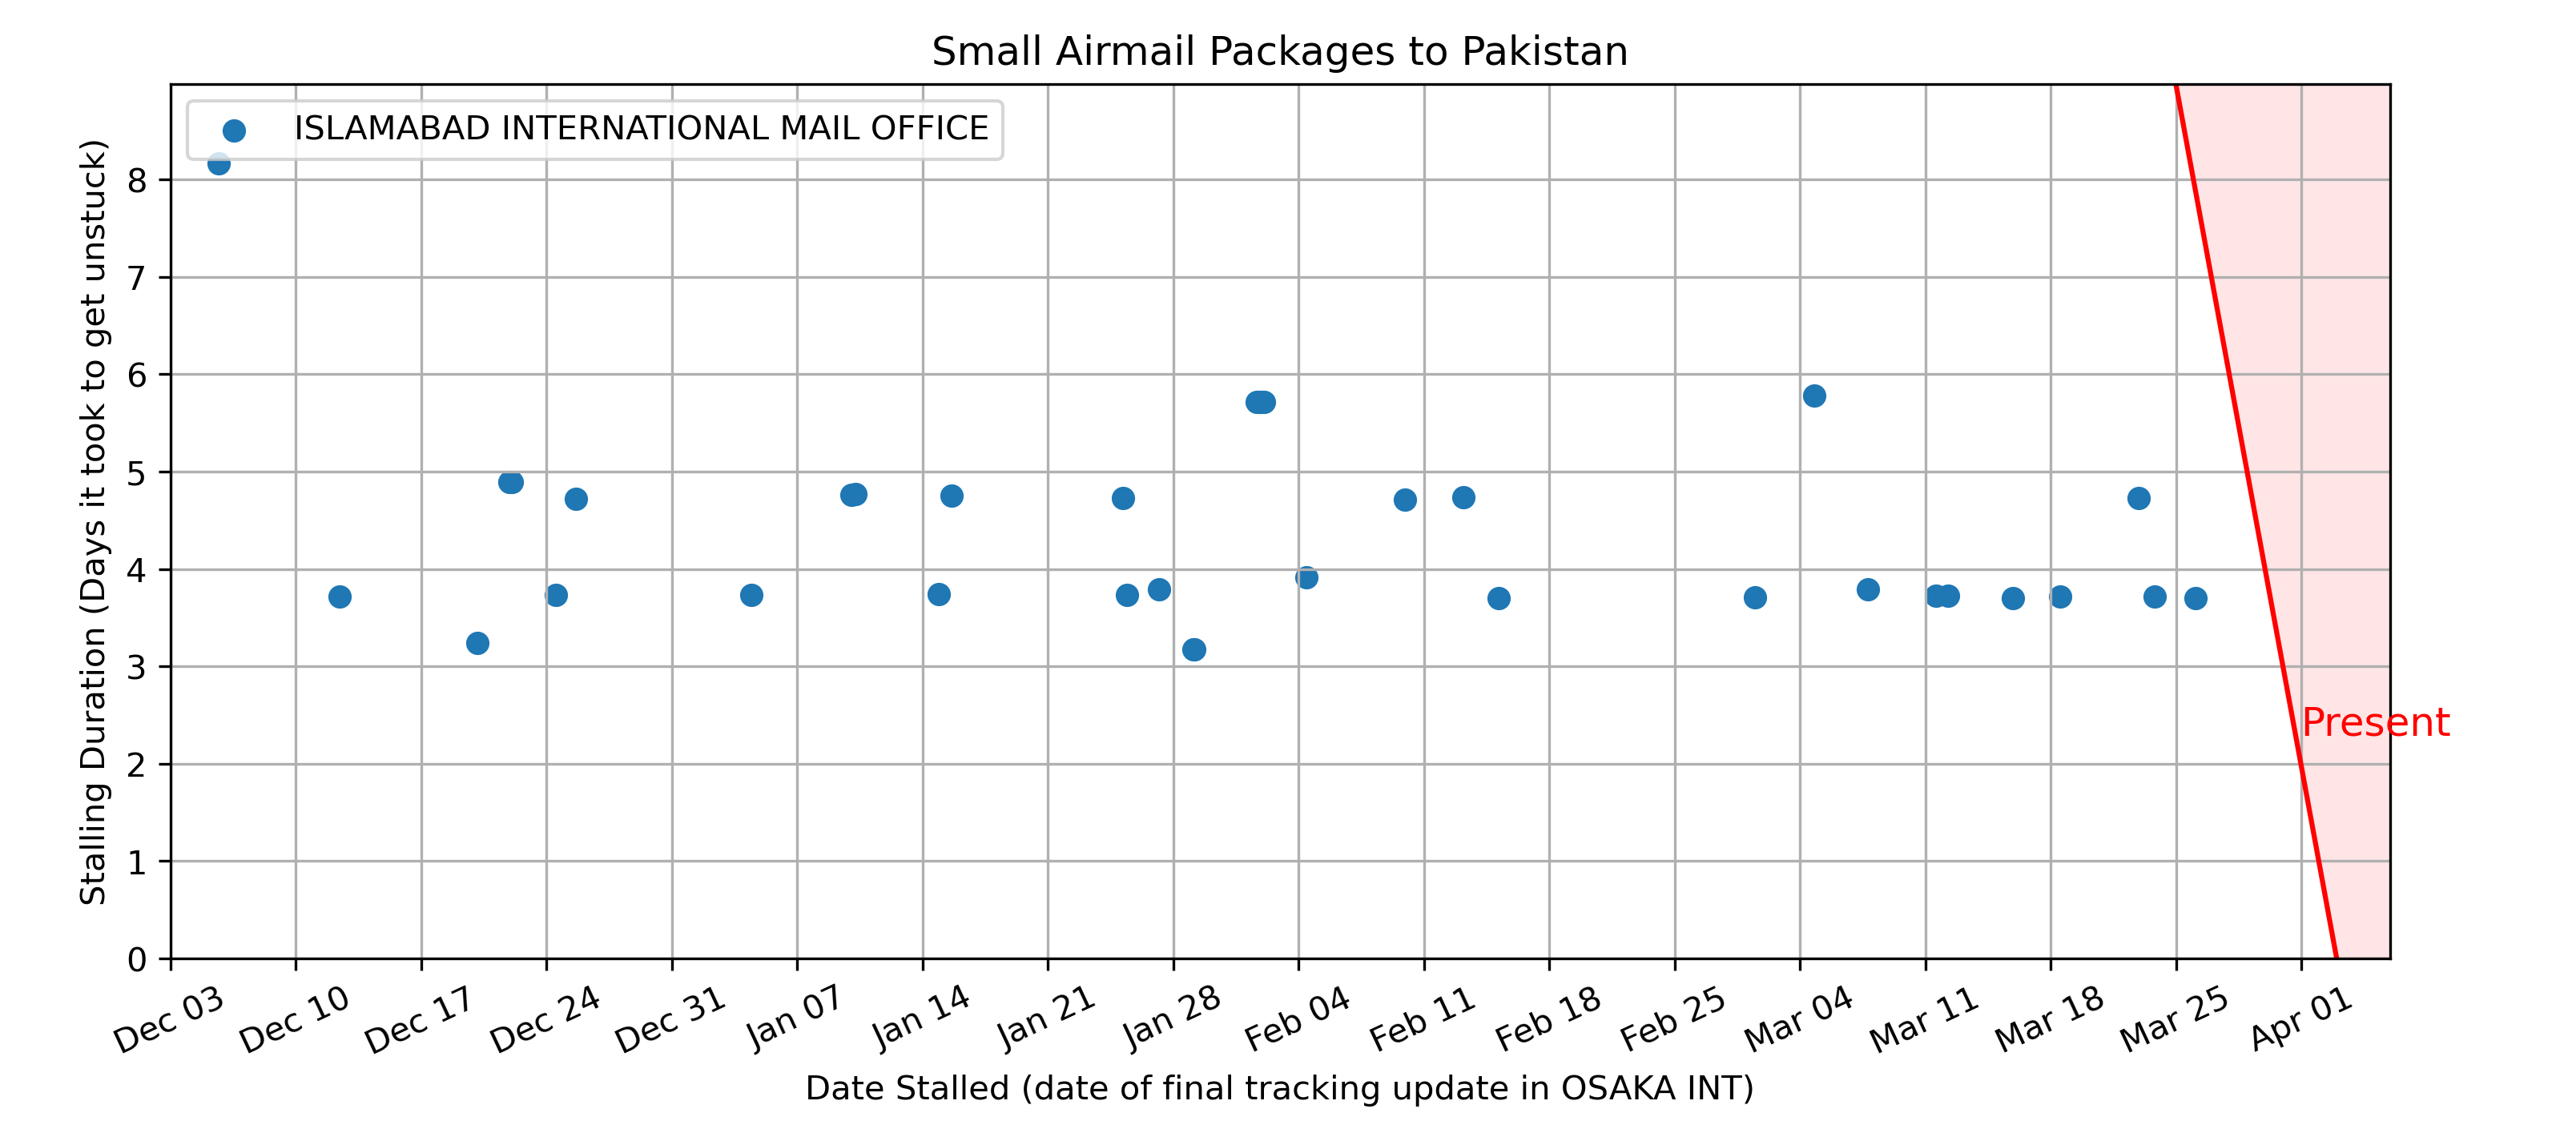 Small Airmail Packages to Pakistan
ISLAMABAD INTERNATIONAL MAIL OFFICE
Stalling Duration (Days it took to get unstuck)
8
7
6
5
4
3
2
1
0
Present
Dec 03 Dec 10 Dec 17 Dec 24 Dec 31 Jan 07 Jan 14 Jan 21 Jan 28 Feb 04 Feb 11 Feb 18 Feb 25 Mar 04 Mar 11 Mar 18 Mar 25 Apr 01
Date Stalled (date of final tracking update in OSAKA INT)